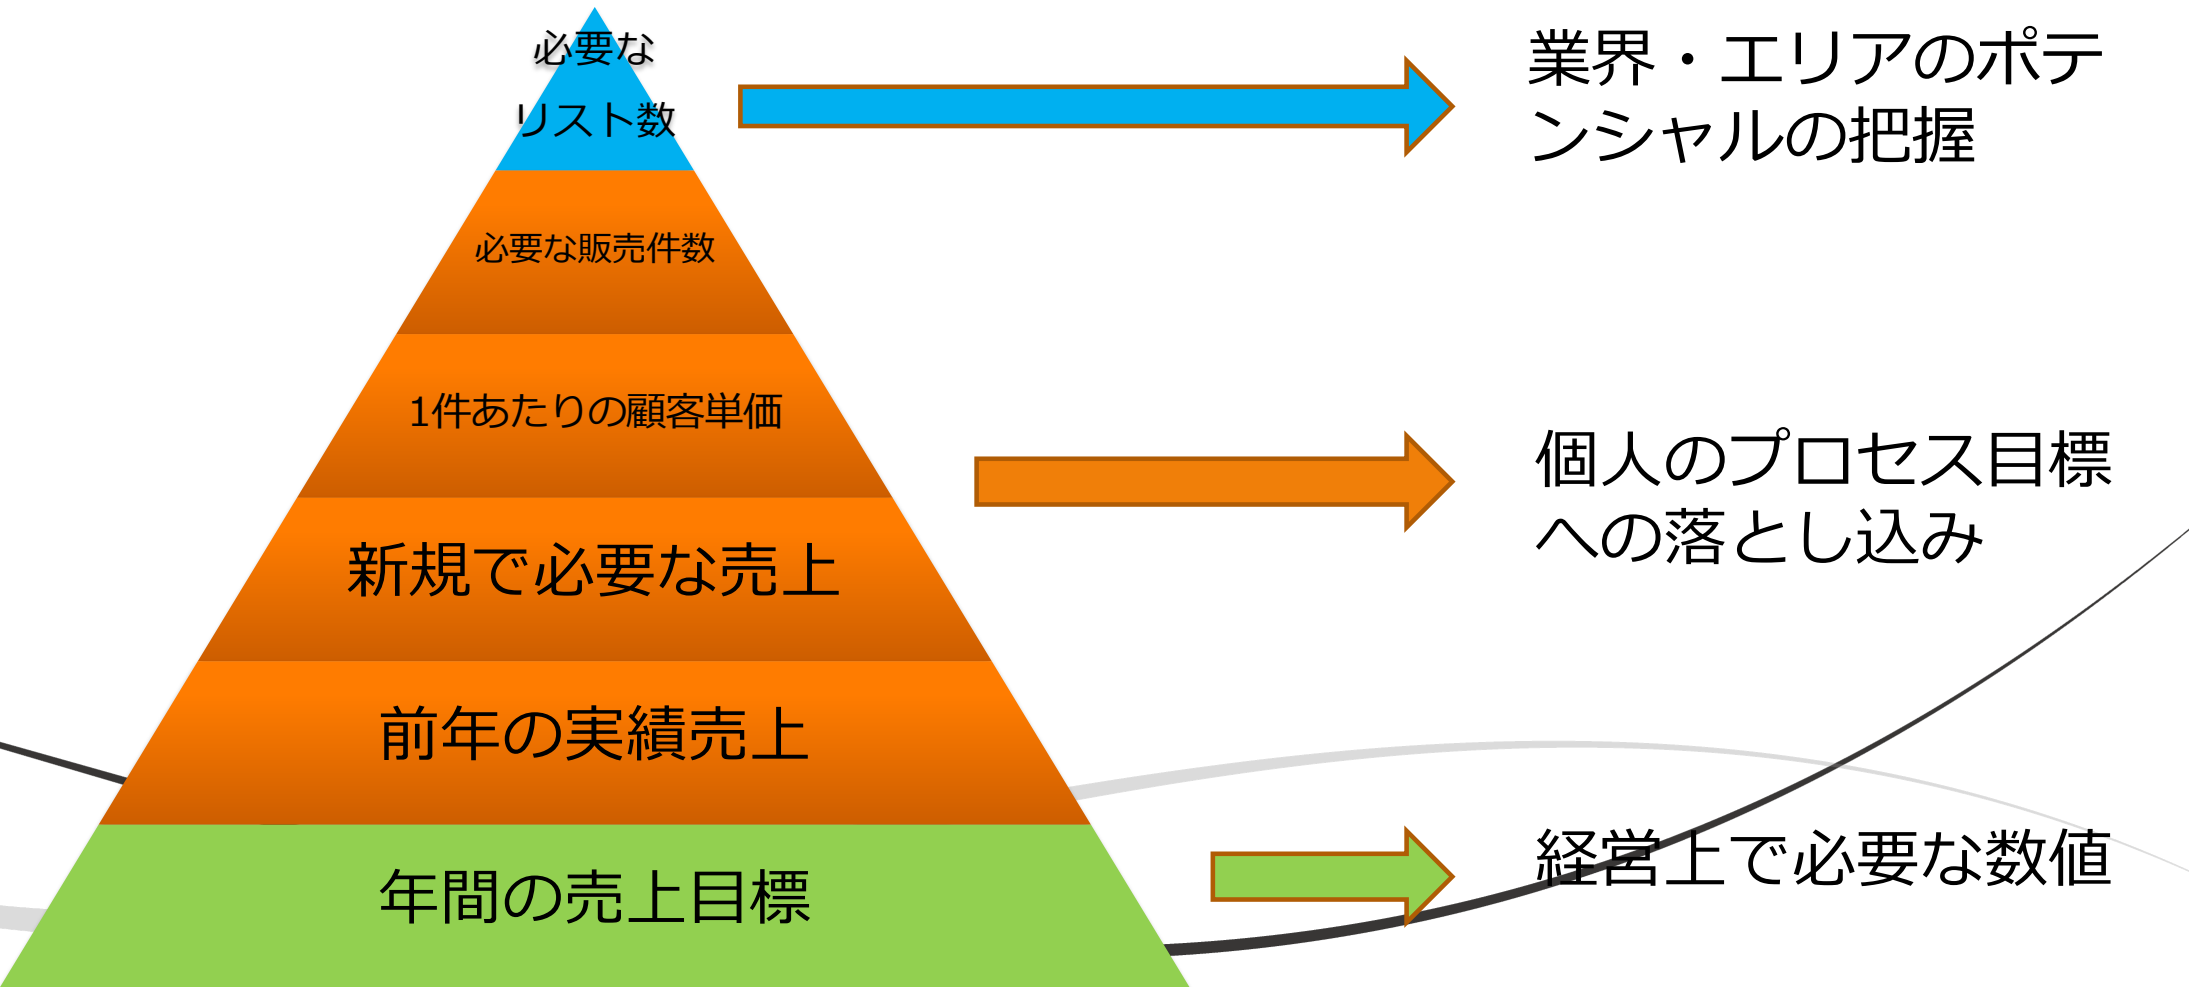 必要な
リスト数
業界・エリアのポテ
ンシャルの把握
必要な販売件数
1件あたりの顧客単価
個人のプロセス目標
への落とし込み
新規で必要な売上
前年の実績売上
年間の売上目標
経営上で必要な数値